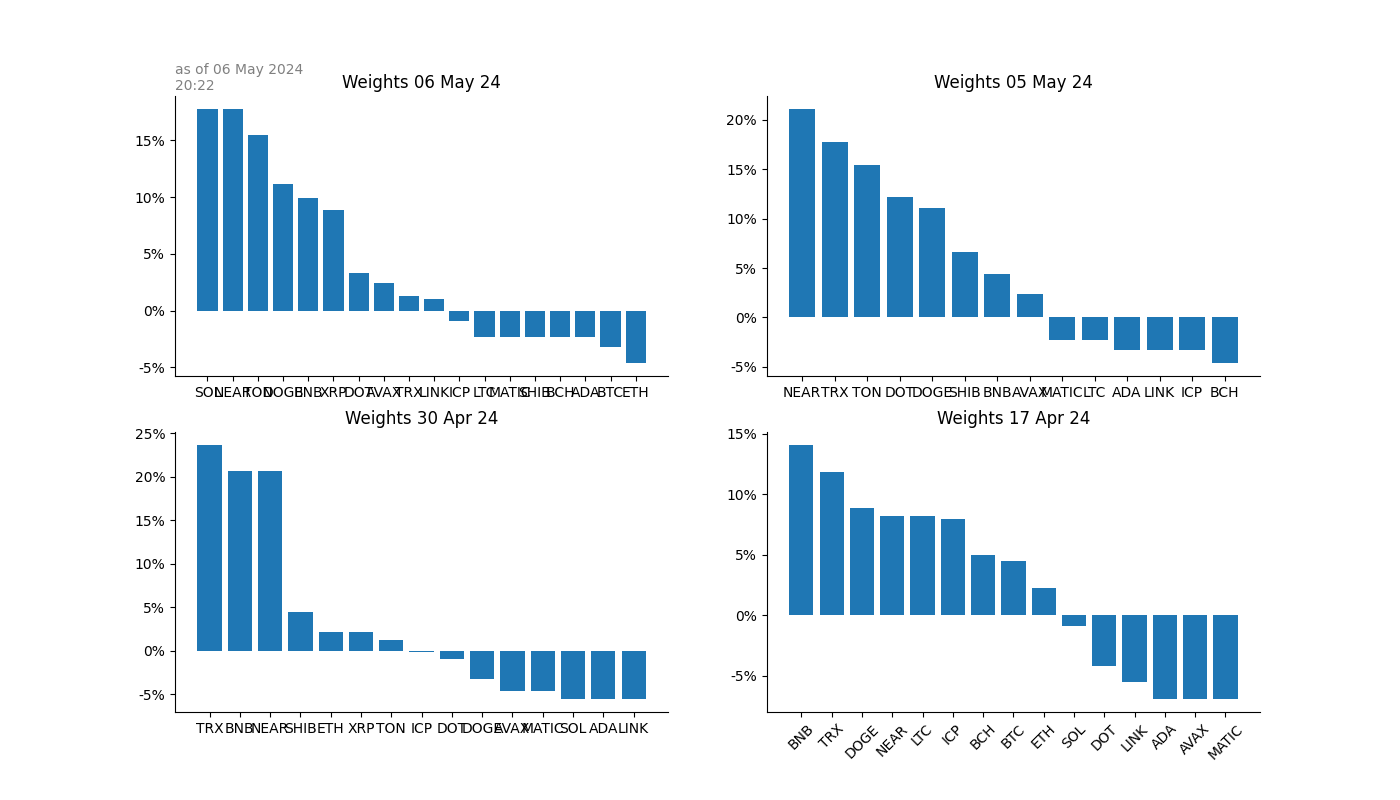 as of 06 May 2024
20:22
Weights 06 May 24
15%
10%
5%
0%
-5%
SOL NEAR TON DOGE BNB XRP DOT AVAX TRX LINK ICP LTC MATIC SHIB BCH ADA BTC ETH
Weights 05 May 24
20%
15%
10%
5%
0%
-5%
NEAR TRX TON DOT DOGE SHIB BNB AVAX MATIC LTC ADA LINK ICP BCH
Weights 30 Apr 24
25%
20%
15%
10%
5%
0%
-5%
TRX BNB NEAR SHIB ETH XRP TON ICP DOT DOGE AVAX MATIC SOL ADA LINK
Weights 17 Apr 24
15%
10%
5%
0%
-5%
BNB TRX DOGE NEAR LTC ICP BCH BTC ETH SOL DOT LINK ADA AVAX MATIC